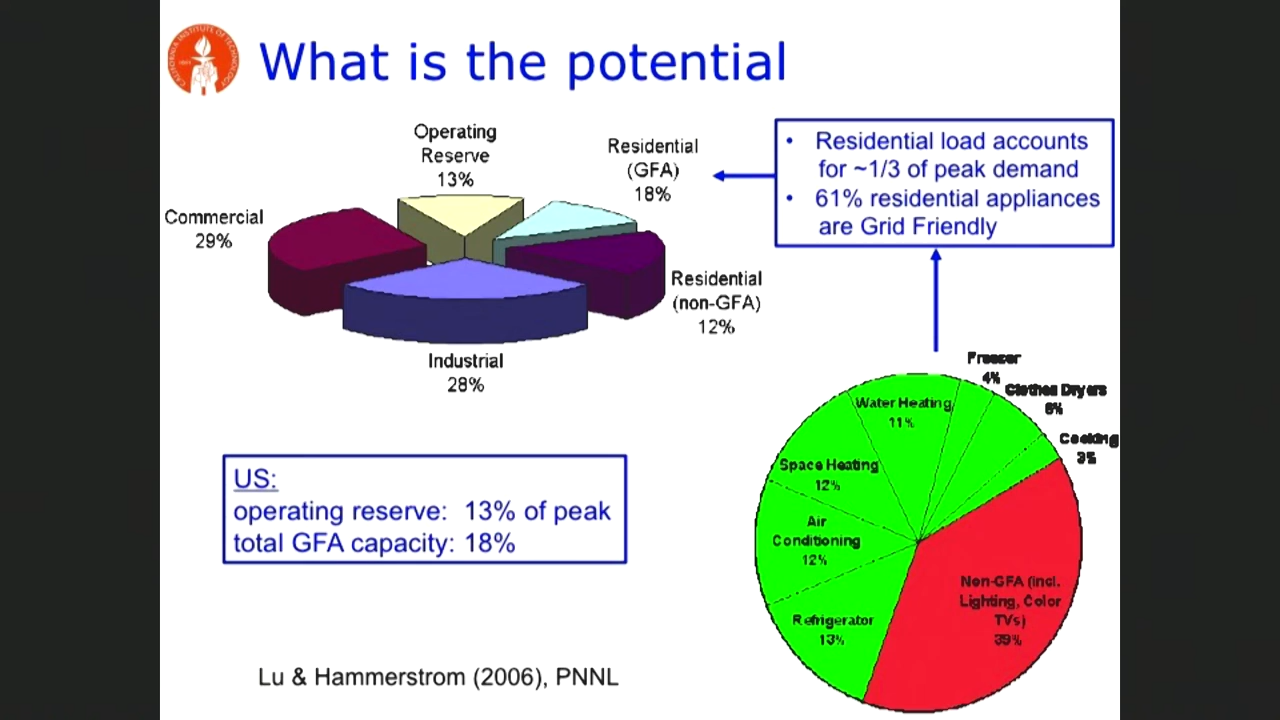 What is the potential
Operating
Reserve
13%
Residential
(GFA)
18%
Commercial
29%
Residential
(non-GFA)
12%
Industrial
28%
• Residential load accounts
for ~1/3 of peak demand
• 61% residential appliances
are Grid Friendly
US:
operating reserve: 13% of peak
total GFA capacity: 18%
Freezer
4%
Clothes Dryers
6%
Cooking
3%
Water Heating
11%
Space Heating
12%
Air
Conditioning
12%
Refrigerator
13%
Non-GFA (incl.
Lighting, Color
TVs)
39%
Lu & Hammerstrom (2006), PNNL